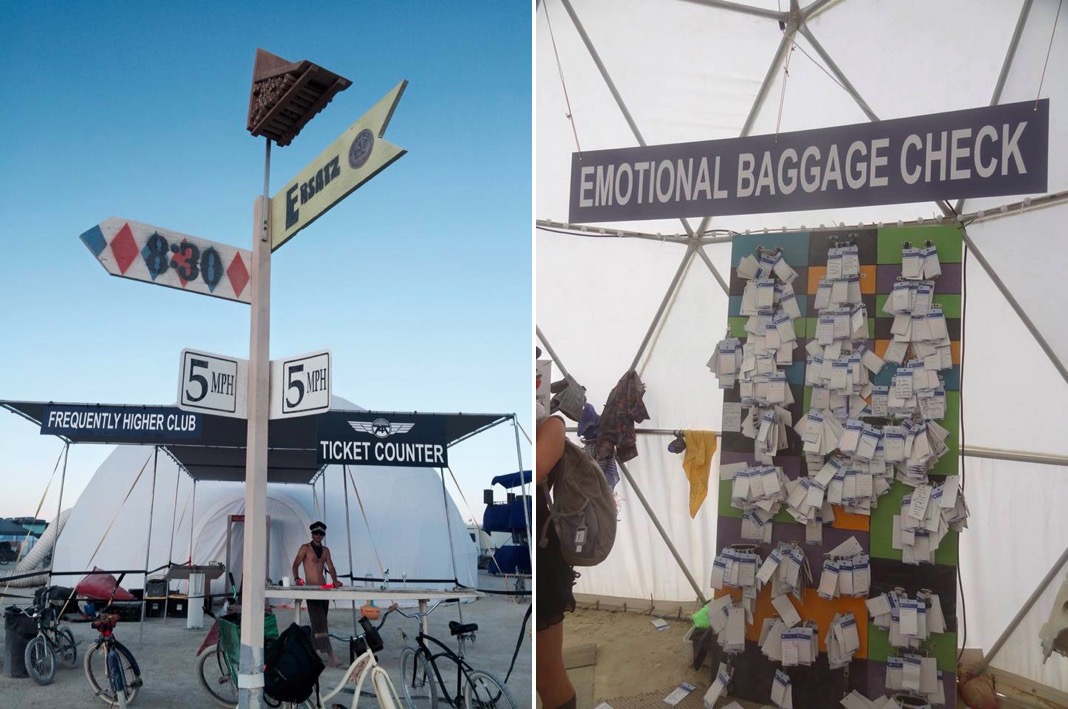 ERSATZ
8:30
5 MPH
5 MPH
FREQUENTLY HIGHER CLUB
TICKET COUNTER
EMOTIONAL BAGGAGE CHECK